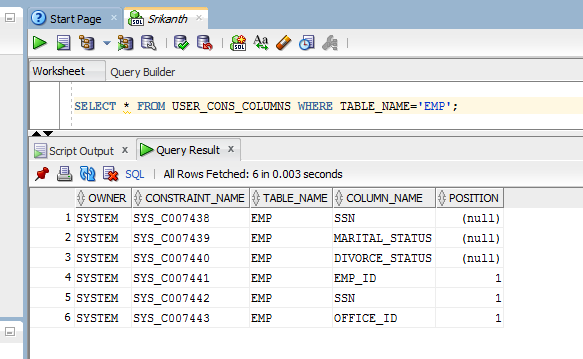 Start Page Srikanth
Worksheet Query Builder
SELECT * FROM USER_CONS_COLUMNS WHERE TABLE_NAME='EMP';
Script Output x Query Result x
SQL | All Rows Fetched: 6 in 0.003 seconds
OWNER CONSTRAINT_NAME TABLE_NAME COLUMN_NAME POSITION
1 SYSTEM SYS_C007438 EMP SSN (null)
2 SYSTEM SYS_C007439 EMP MARITAL_STATUS (null)
3 SYSTEM SYS_C007440 EMP DIVORCE_STATUS (null)
4 SYSTEM SYS_C007441 EMP EMP_ID 1
5 SYSTEM SYS_C007442 EMP SSN 1
6 SYSTEM SYS_C007443 EMP OFFICE_ID 1